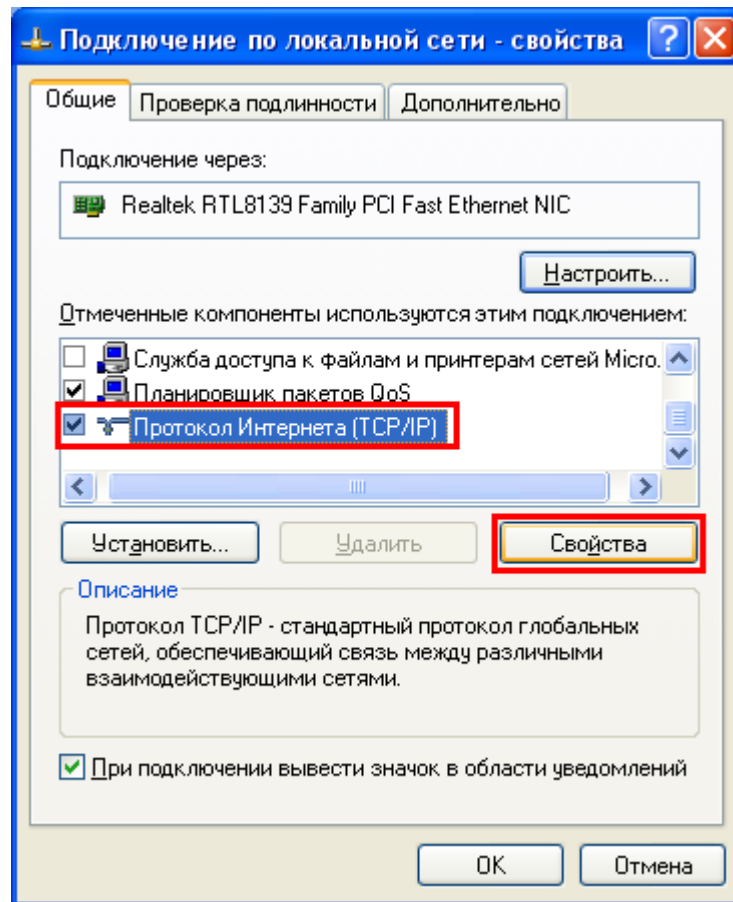 Подключение по локальной сети - свойства
Общие
Проверка подлинности
Дополнительно
Подключение через:
Realtek RTL8139 Family PCI Fast Ethernet NIC
Настроить...
Отмеченные компоненты используются этим подключением:
Служба доступа к файлам и принтерам сетей Micro.
Планировщик пакетов QoS
Протокол Интернета (TCP/IP)
Установить...
Удалить
Свойства
Описание
Протокол TCP/IP - стандартный протокол глобальных
сетей, обеспечивающий связь между различными
взаимодействующими сетями.
При подключении вывести значок в области уведомлений
OK
Отмена